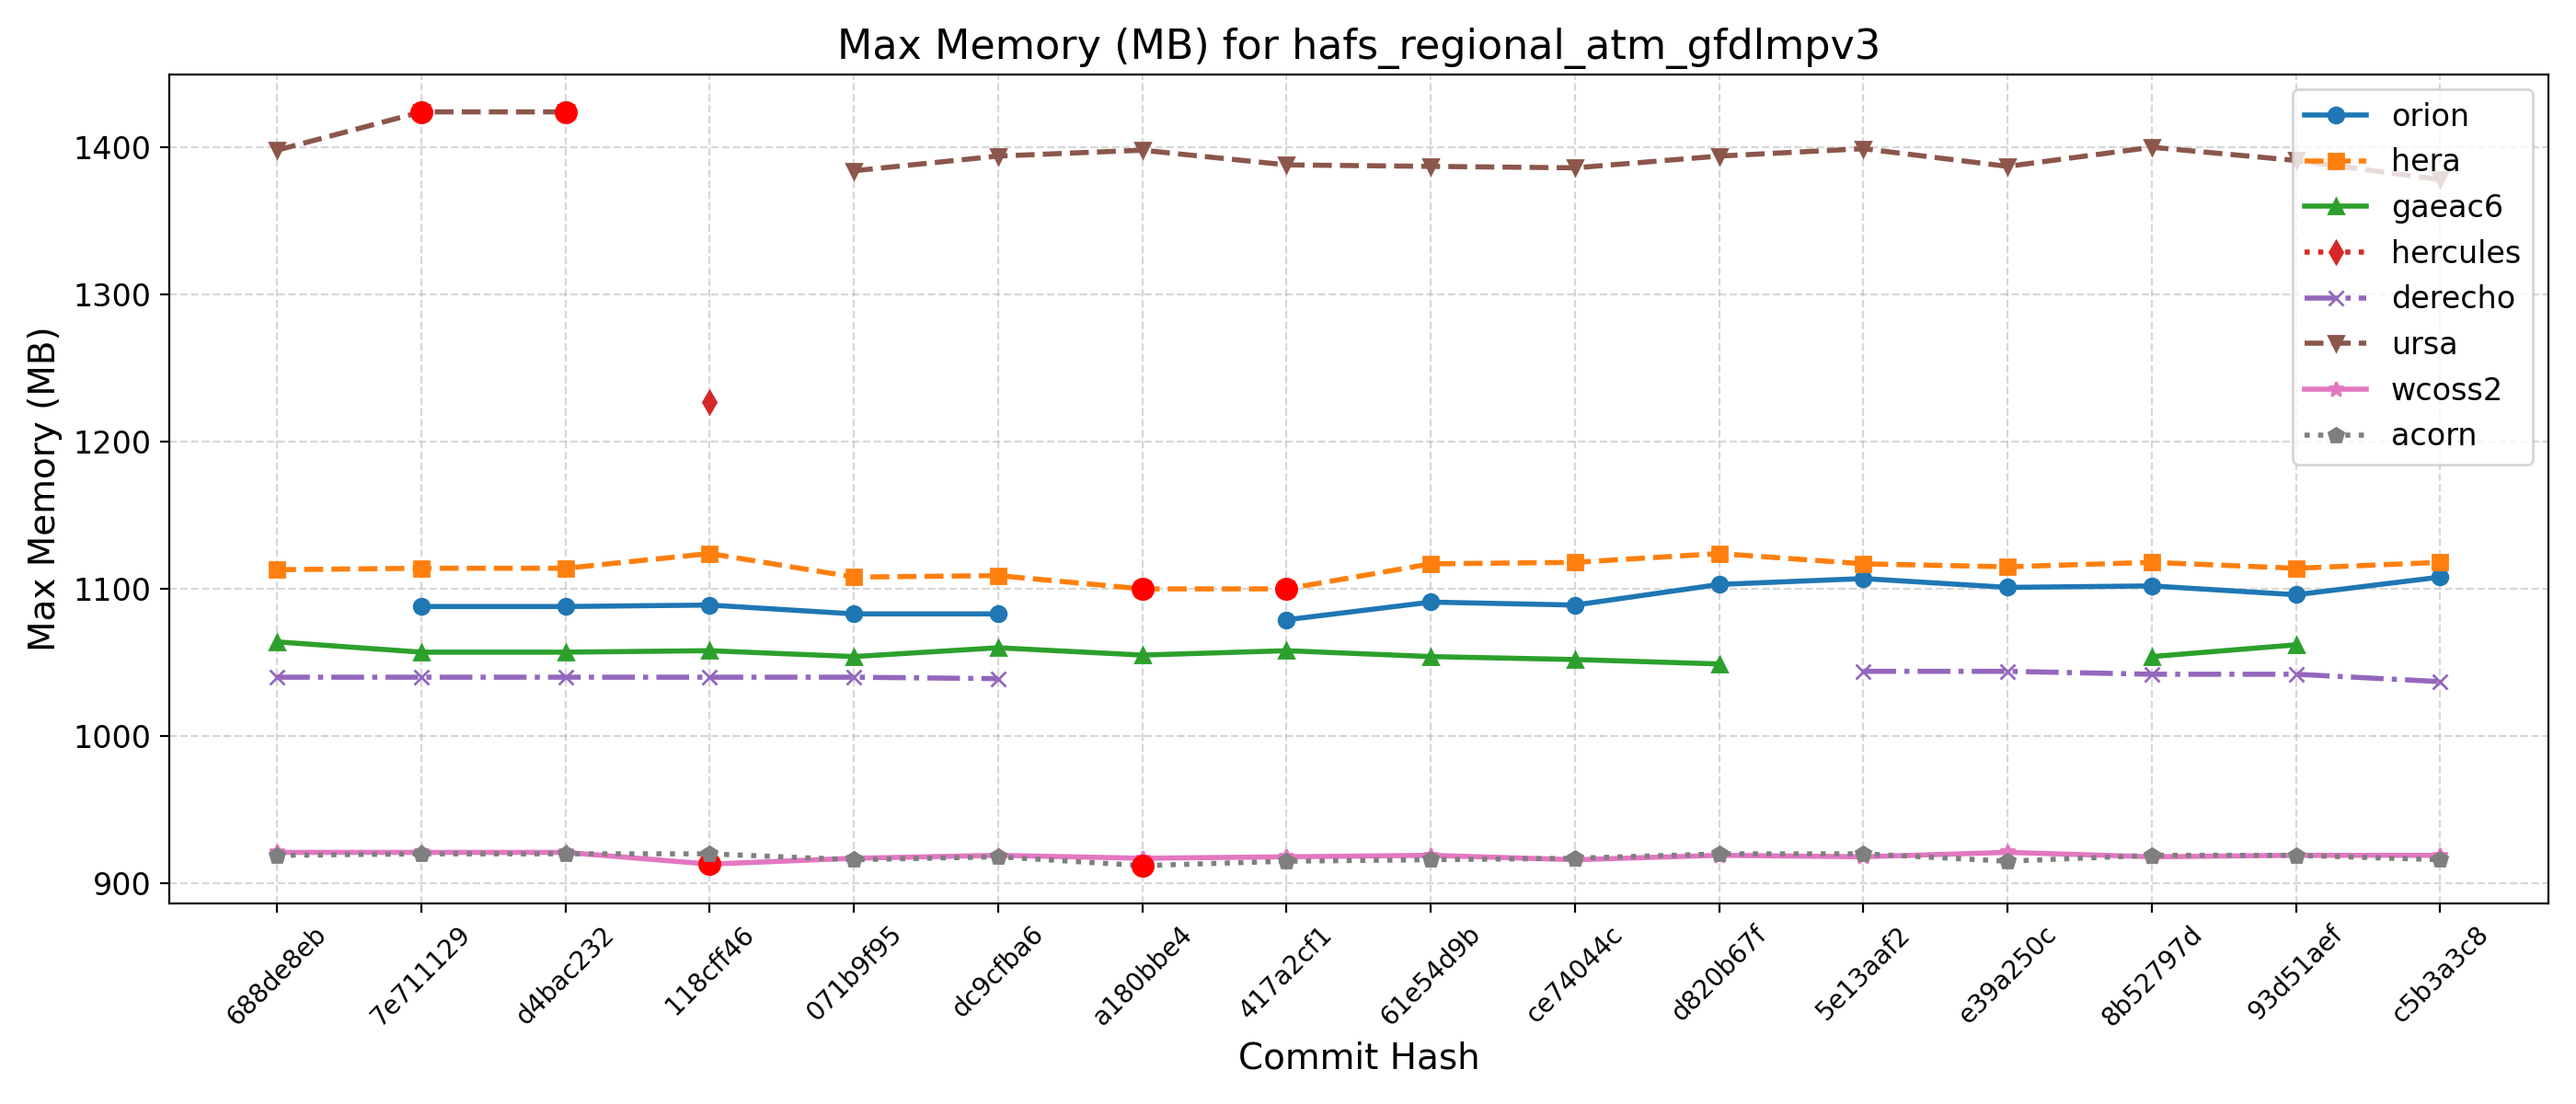 Max Memory (MB) for hafs_regional_atm_gfdlmpv3
Max Memory (MB)
1400
1300
1200
1100
1000
900
orion
hera
gaeac6
hercules
derecho
ursa
wcoss2
acorn
688de8eb
7e711129
d4bac232
118cff46
071b9f95
dc9cfba6
a180bbe4
417a2cf1
61e54d9b
ce74044c
d820b67f
5e13aaf2
e39a250c
8b52797d
93d51aef
c5b3a3c8
Commit Hash